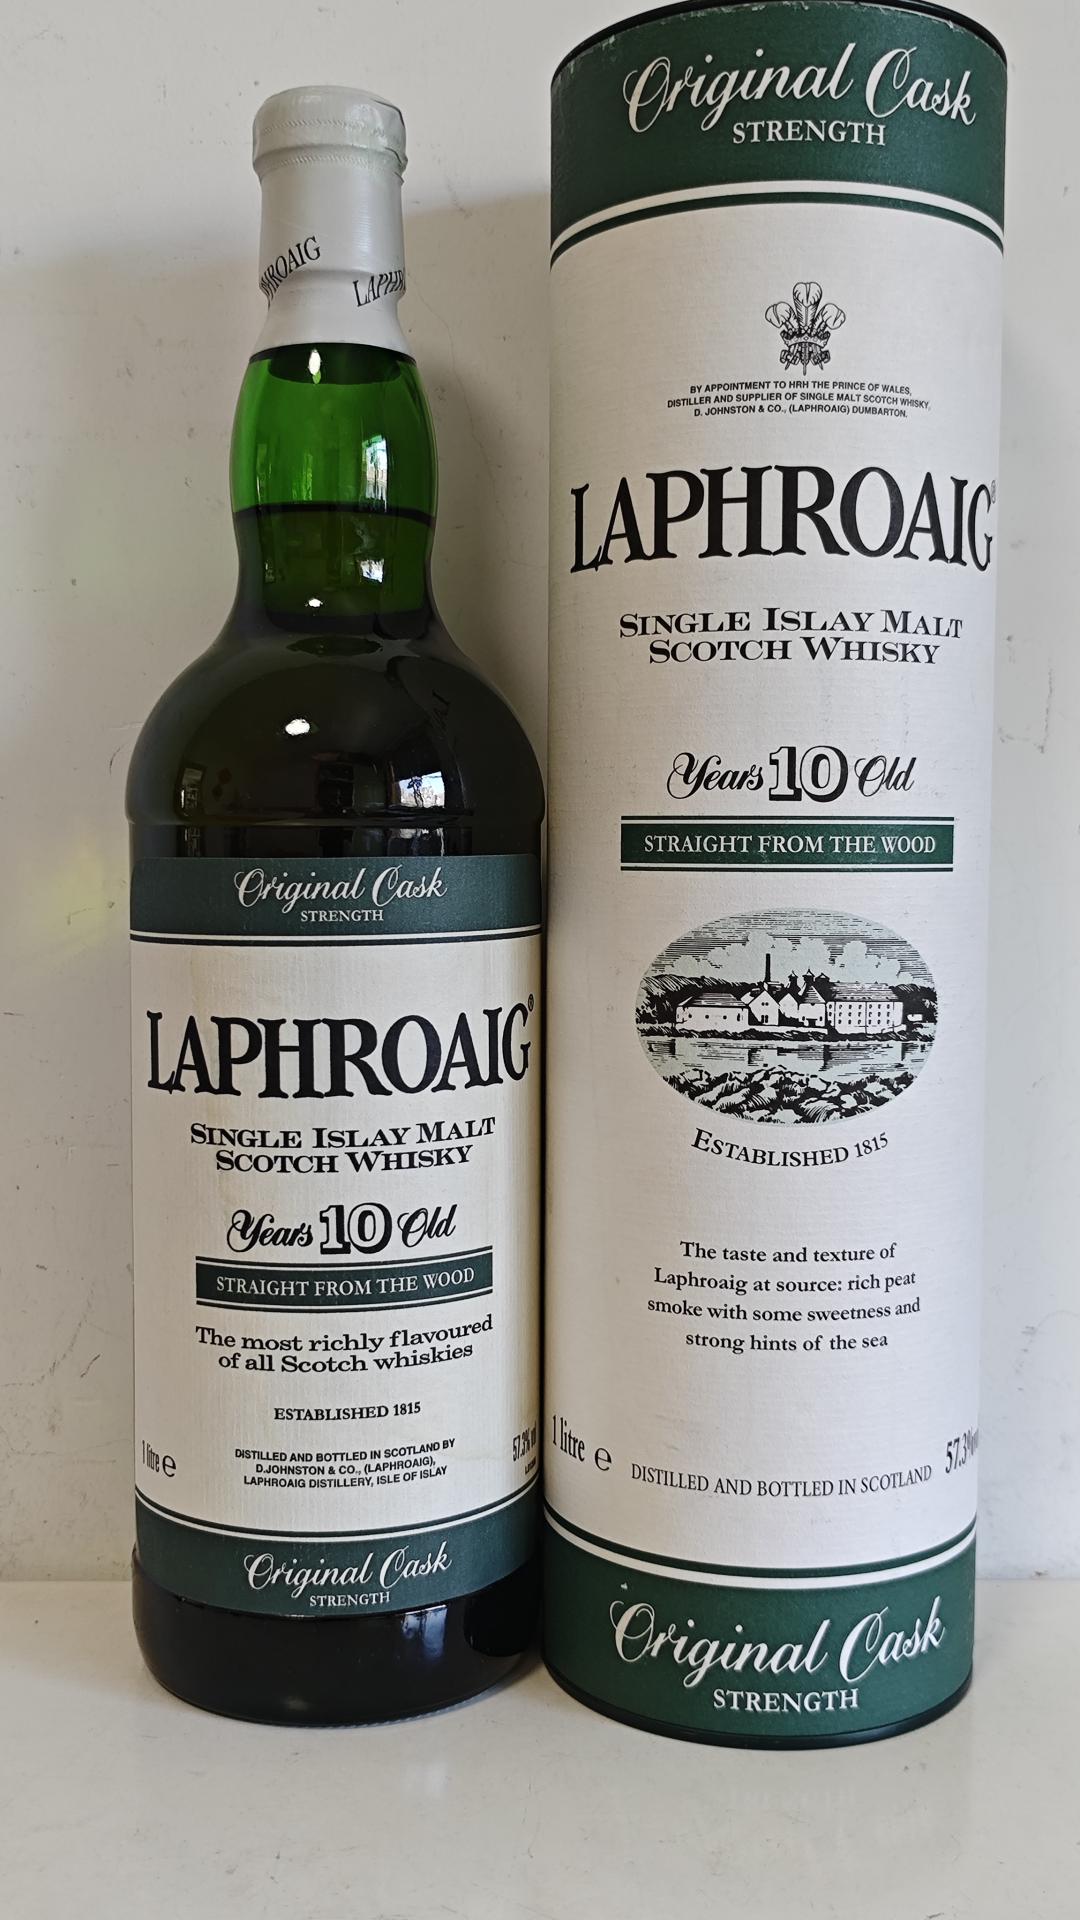 PHROAIG
LAPHR
Original Cask
STRENGTH
LAPHROAIG®
SINGLE ISLAY MALT
SCOTCH WHISKY
Years 10 Old
STRAIGHT FROM THE WOOD
The most richly flavoured
of all Scotch whiskies
ESTABLISHED 1815
1 litre ℮
DISTILLED AND BOTTLED IN SCOTLAND BY
D.JOHNSTON & CO., (LAPHROAIG),
LAPHROAIG DISTILLERY, ISLE OF ISLAY
57.3% vol
Original Cask
STRENGTH
Original Cask
STRENGTH
BY APPOINTMENT TO HRH THE PRINCE OF WALES,
DISTILLER AND SUPPLIER OF SINGLE MALT SCOTCH WHISKY,
D. JOHNSTON & CO., (LAPHROAIG) DUMBARTON.
LAPHROAIG®
SINGLE ISLAY MALT
SCOTCH WHISKY
Years 10 Old
STRAIGHT FROM THE WOOD
ESTABLISHED 1815
The taste and texture of
Laphroaig at source: rich peat
smoke with some sweetness and
strong hints of the sea
1 litre ℮
DISTILLED AND BOTTLED IN SCOTLAND
57.3%
Original Cask
STRENGTH